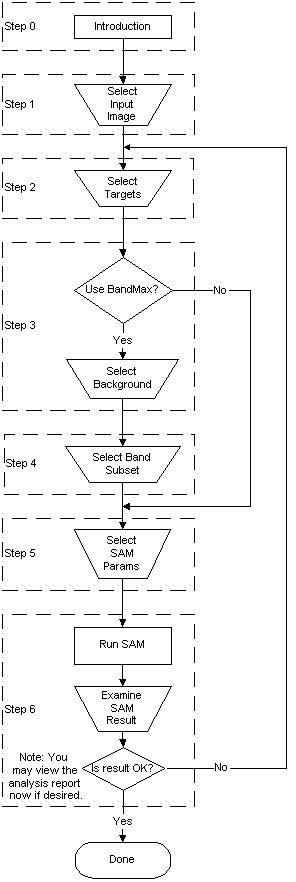 Step 0
Introduction
Step 1
Select
Input
Image
Step 2
Select
Targets
Step 3
Use BandMax?
No
Yes
Select
Background
Step 4
Select Band
Subset
Step 5
Select
SAM
Params
Step 6
Run SAM
Examine
SAM
Result
Note: You
may view the
analysis report
now if desired.
Is result OK?
No
Yes
Done